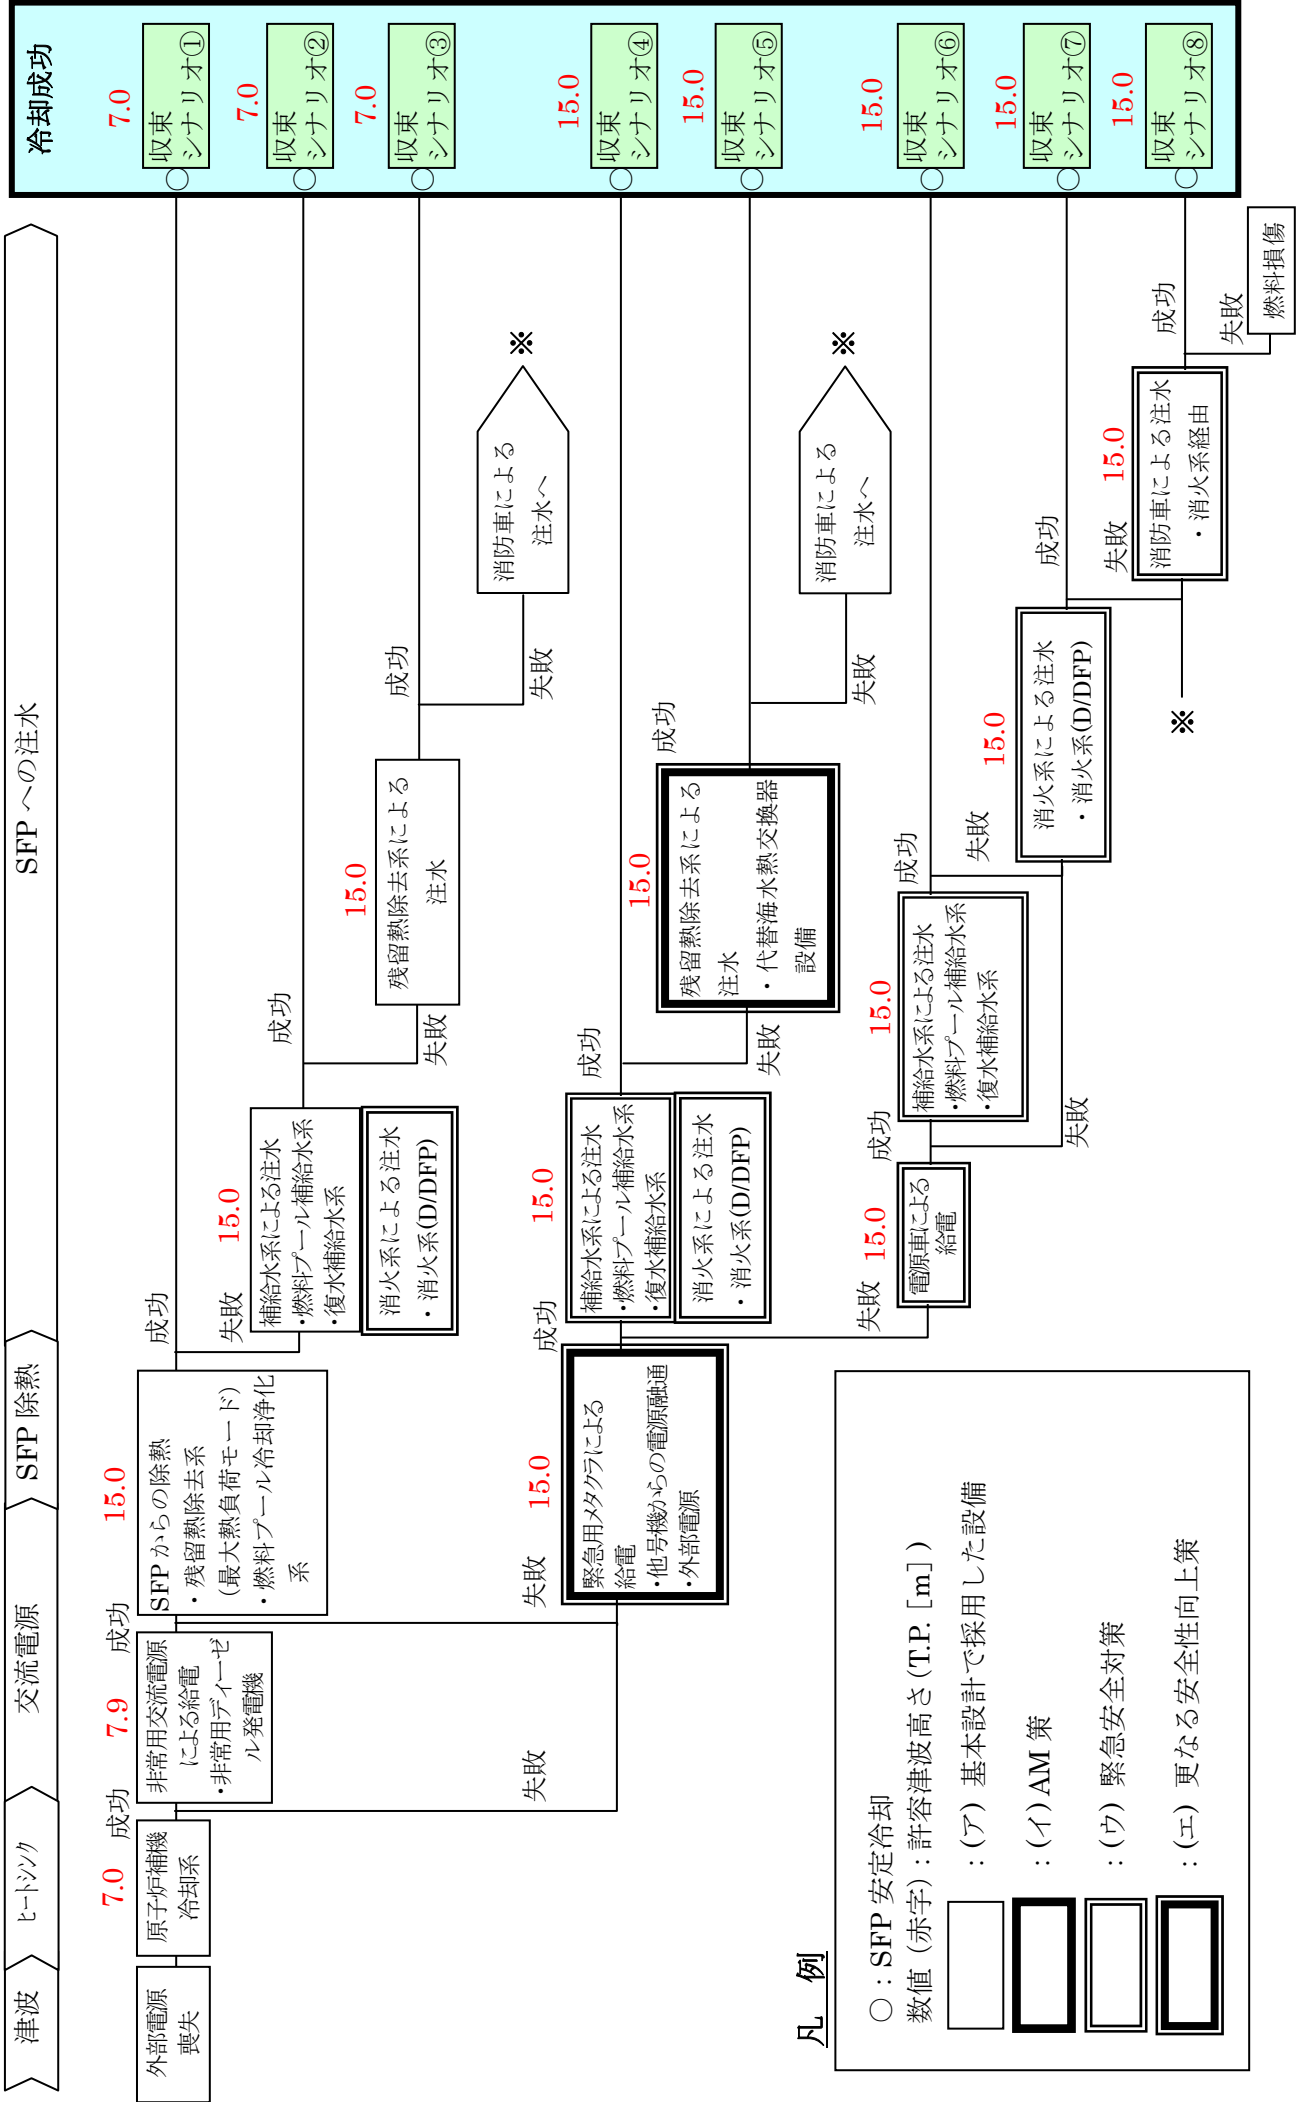 津波
ヒートシンク
交流電源
SFP 除熱
SFP への注水
冷却成功
外部電源
喪失
7.0
原子炉補機
冷却系
成功
失敗
7.9
非常用交流電源
による給電
・非常用ディーゼ
ル発電機
成功
失敗
15.0
SFP からの除熱
・残留熱除去系
(最大熱負荷モード)
・燃料プール冷却浄化
系
成功
失敗
7.0
収束
シナリオ①
15.0
補給水系による注水
・燃料プール補給水系
・復水補給水系
消火系による注水
・消火系(D/DFP)
成功
失敗
7.0
収束
シナリオ②
15.0
残留熱除去系による
注水
成功
失敗
7.0
収束
シナリオ③
消防車による
注水へ
※
15.0
緊急用メタクラによる
給電
・他号機からの電源融通
・外部電源
成功
失敗
15.0
補給水系による注水
・燃料プール補給水系
・復水補給水系
消火系による注水
・消火系(D/DFP)
成功
失敗
15.0
収束
シナリオ④
15.0
残留熱除去系による
注水
・代替海水熱交換器
設備
成功
失敗
15.0
収束
シナリオ⑤
消防車による
注水へ
※
15.0
電源車による
給電
成功
失敗
15.0
補給水系による注水
・燃料プール補給水系
・復水補給水系
成功
失敗
15.0
収束
シナリオ⑥
15.0
消火系による注水
・消火系(D/DFP)
成功
失敗
15.0
収束
シナリオ⑦
※
15.0
消防車による注水
・消火系経由
成功
失敗
15.0
収束
シナリオ⑧
燃料損傷
凡 例
○：SFP 安定冷却
数値（赤字）：許容津波高さ（T.P.［m］）
：(ア) 基本設計で採用した設備
：(イ) AM 策
：(ウ) 緊急安全対策
：(エ) 更なる安全性向上策